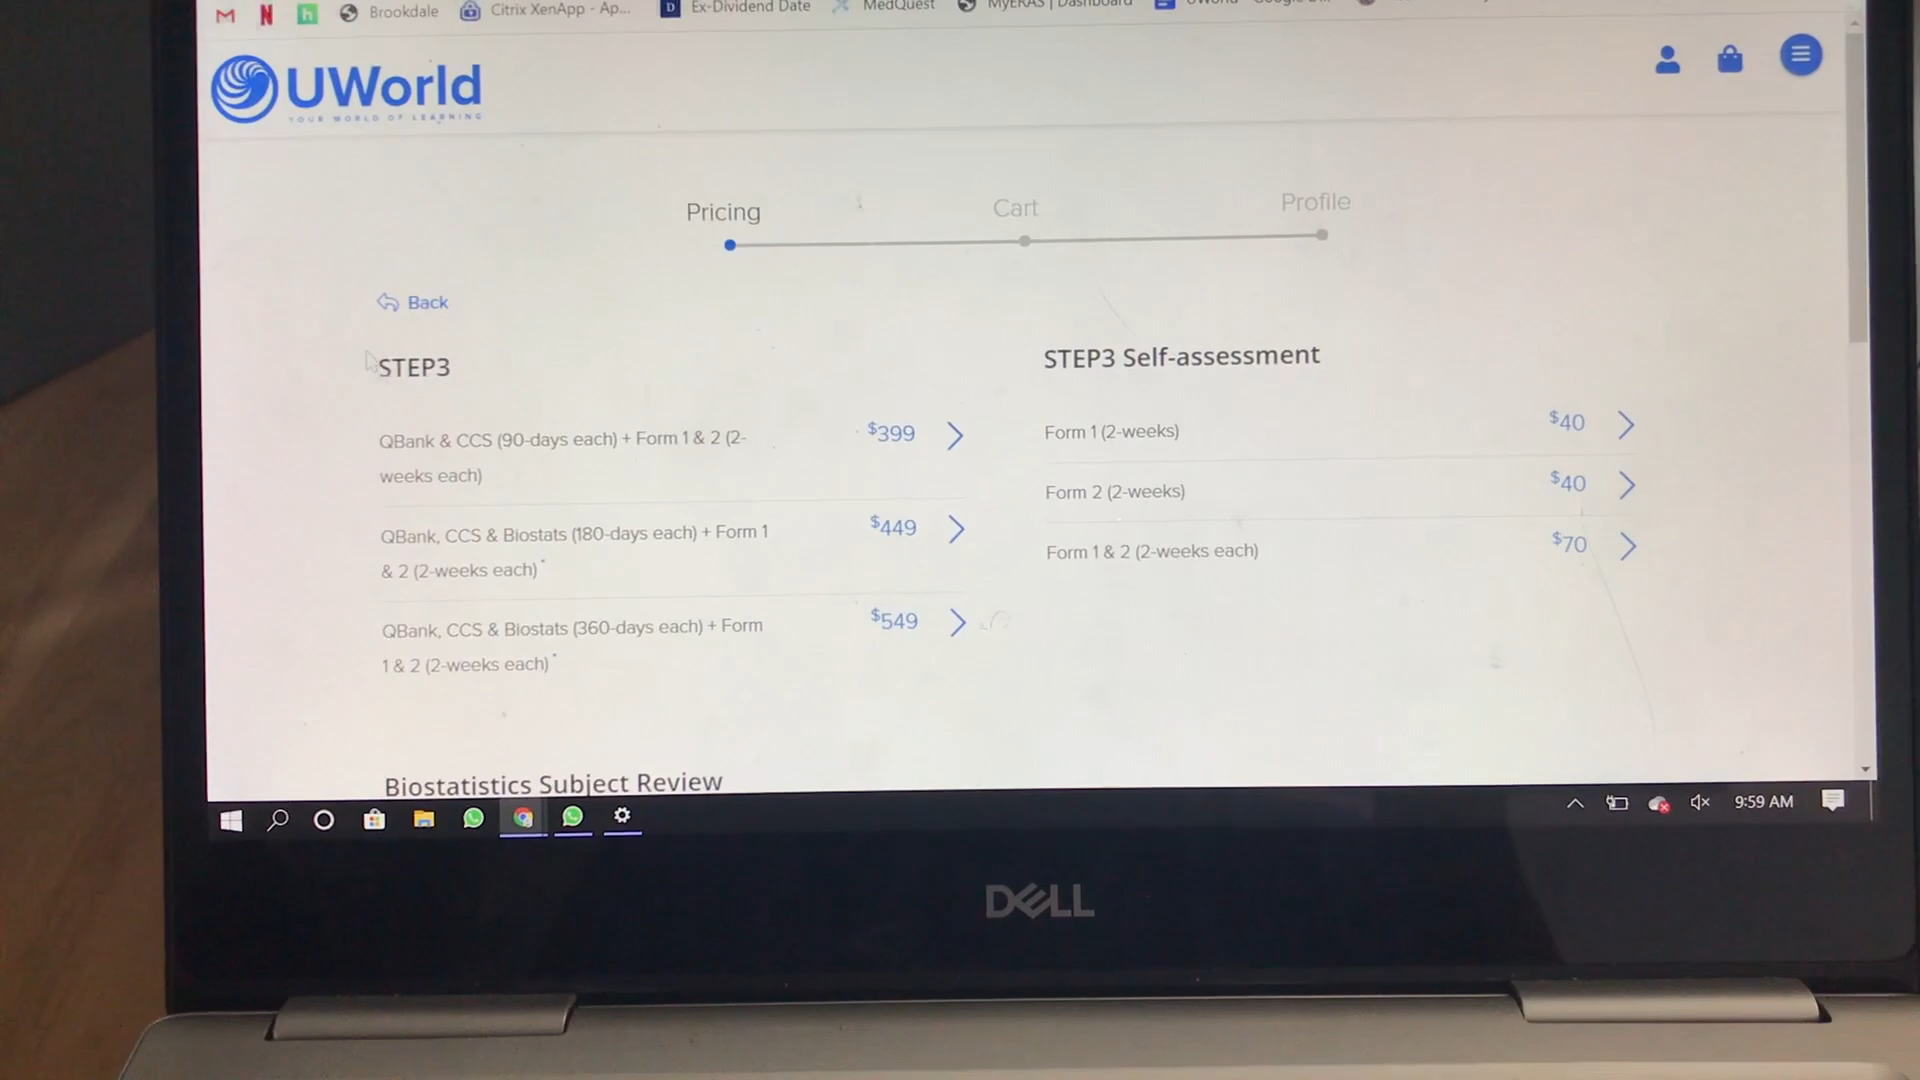 Brookdale
Citrix XenApp - Ap...
Ex-Dividend Date
MedQuest
MyERAS | Dashboard
UWorld
YOUR WORLD OF LEARNING
Pricing
Cart
Profile
Back
STEP3
QBank & CCS (90-days each) + Form 1 & 2 (2-
weeks each)
$399
QBank, CCS & Biostats (180-days each) + Form 1
& 2 (2-weeks each)*
$449
QBank, CCS & Biostats (360-days each) + Form
1 & 2 (2-weeks each)*
$549
STEP3 Self-assessment
Form 1 (2-weeks)
$40
Form 2 (2-weeks)
$40
Form 1 & 2 (2-weeks each)
$70
Biostatistics Subject Review
9:59 AM
DELL